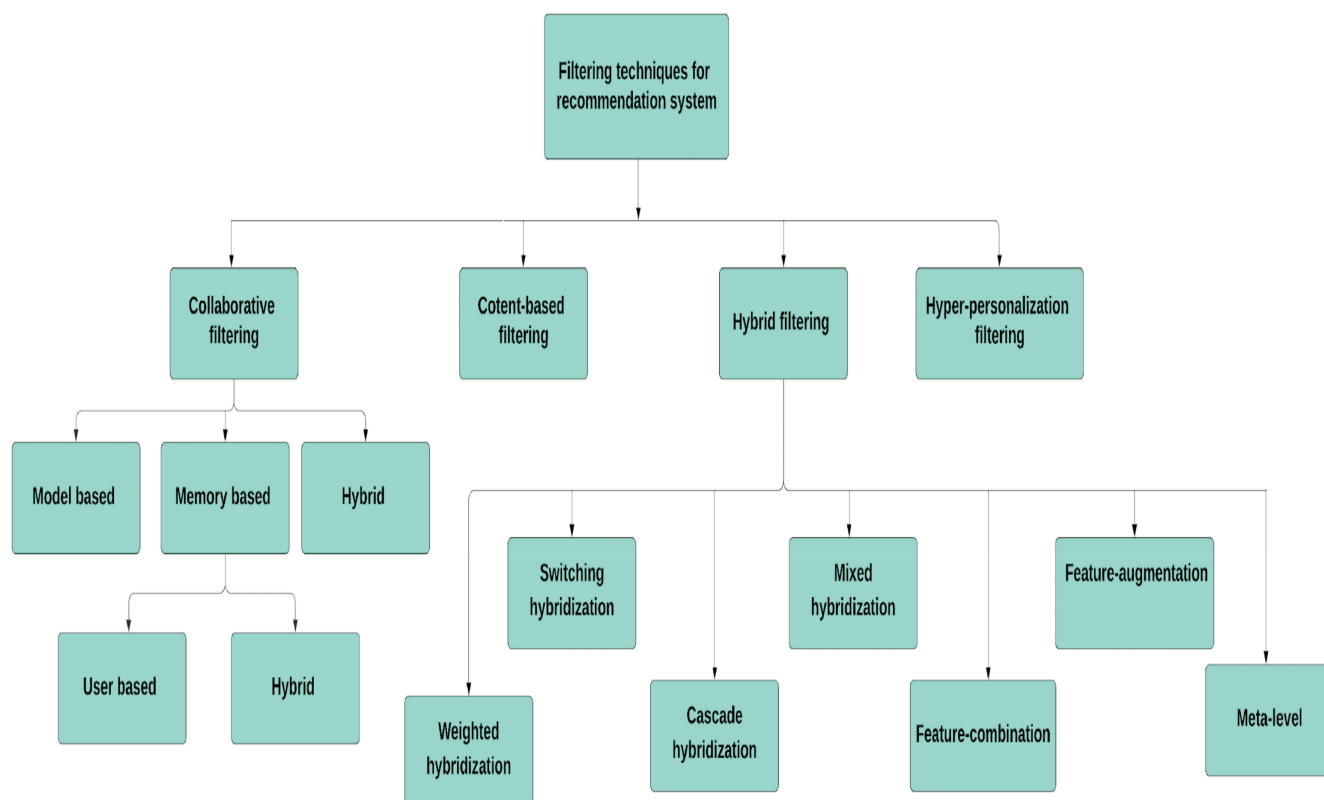 Filtering techniques for
recommendation system
Collaborative
filtering
Cotent-based
filtering
Hybrid filtering
Hyper-personalization
filtering
Model based
Memory based
Hybrid
User based
Hybrid
Switching
hybridization
Mixed
hybridization
Feature-augmentation
Weighted
hybridization
Cascade
hybridization
Feature-combination
Meta-level